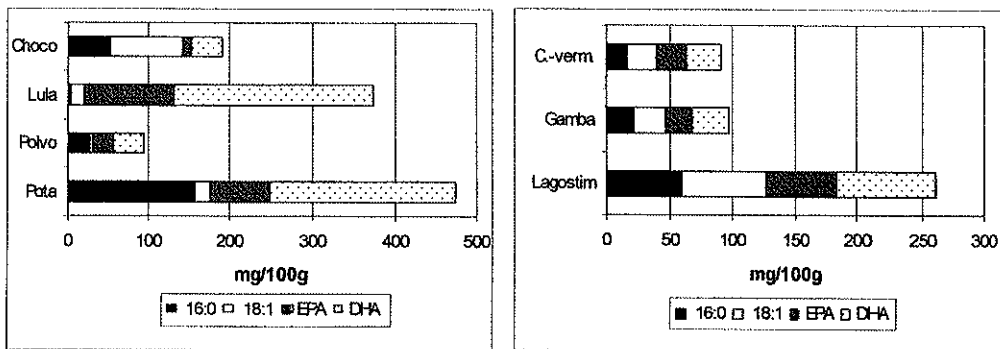 Choco
Lula
Polvo
Pota
0 100 200 300 400 500
mg/100g
16:0 18:1 EPA DHA
C.-verm.
Gamba
Lagostim
0 50 100 150 200 250 300
mg/100g
16:0 18:1 EPA DHA